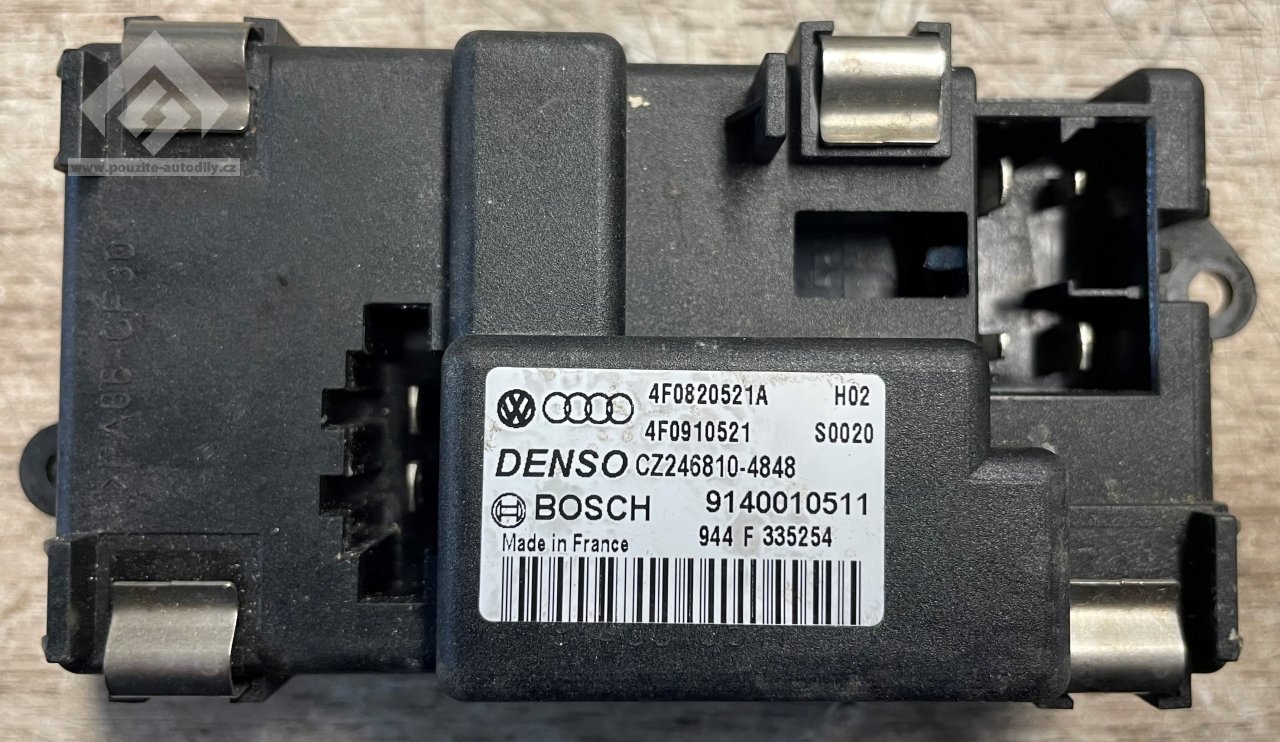 www.pouzite-autodily.cz
4F0820521A H02
4F0910521 S0020
DENSO CZ246810-4848
BOSCH 9140010511
Made in France 944 F 335254